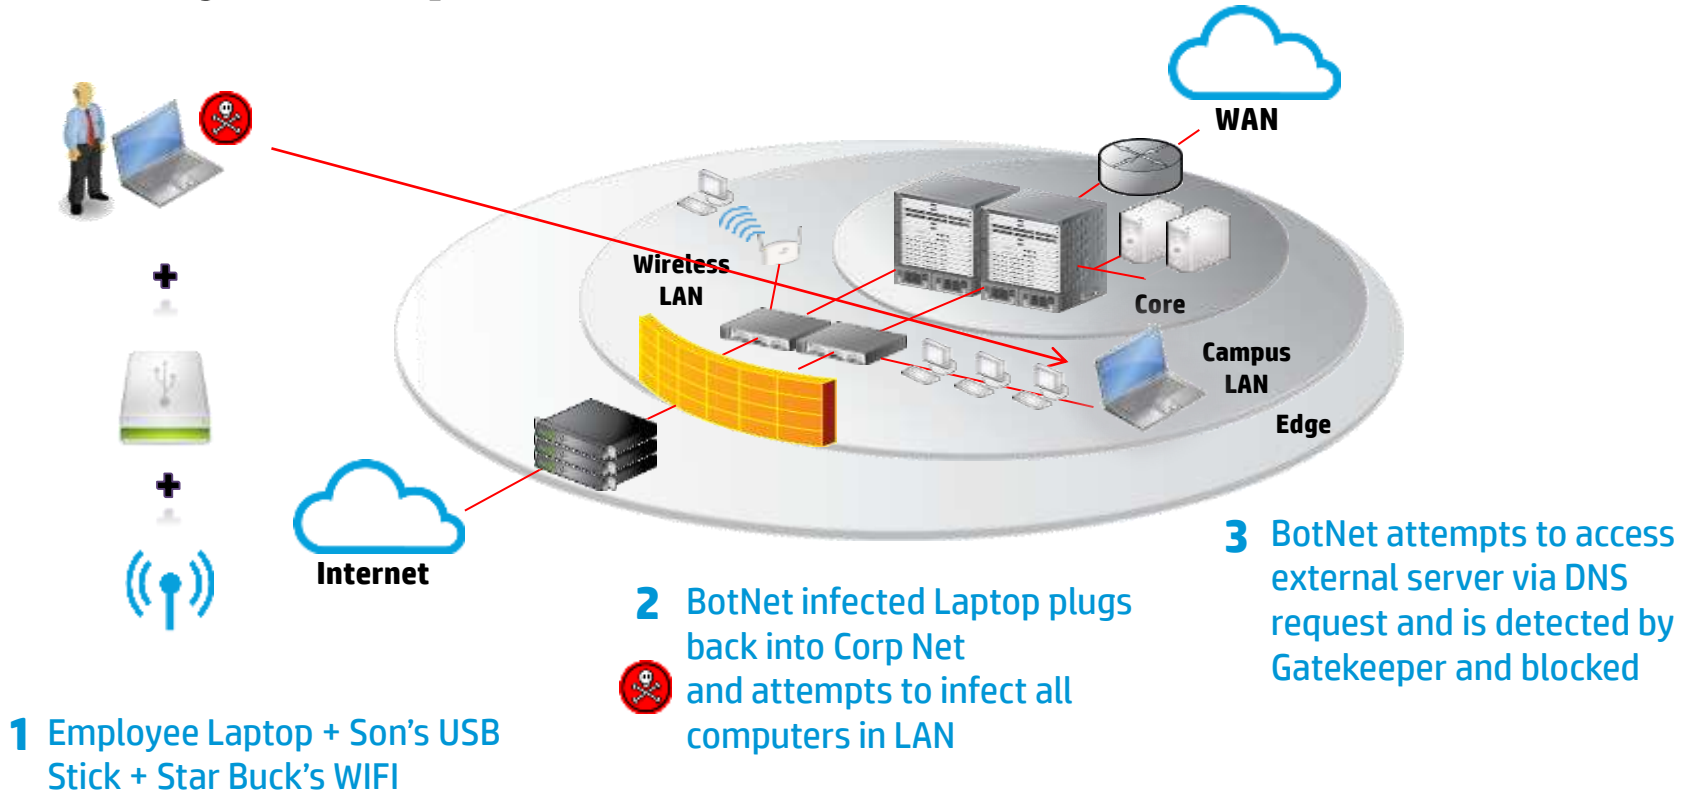 WAN
Wireless
LAN
Core
Campus
LAN
Edge
Internet
1 Employee Laptop + Son’s USB
Stick + Star Buck’s WIFI
2 BotNet infected Laptop plugs
back into Corp Net
and attempts to infect all
computers in LAN
3 BotNet attempts to access
external server via DNS
request and is detected by
Gatekeeper and blocked